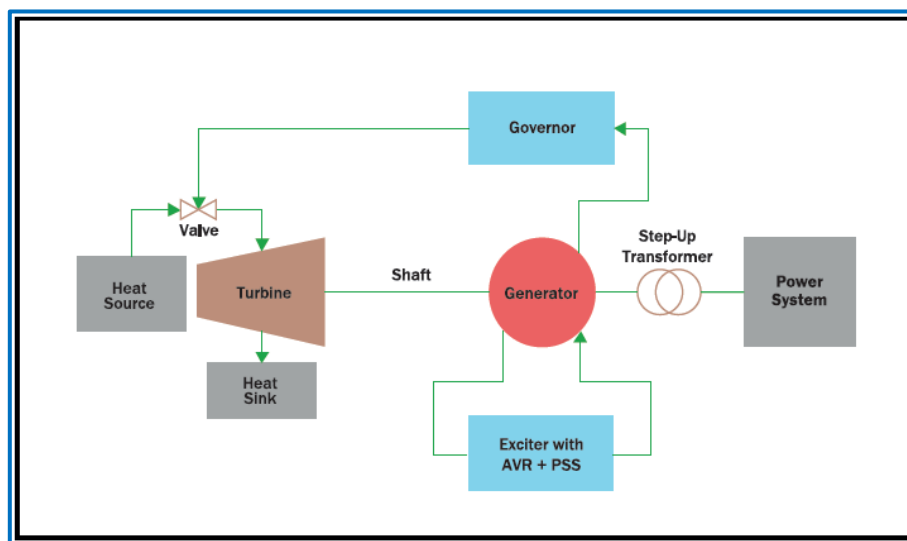 Governor
Valve
Heat
Source
Turbine
Shaft
Generator
Step-Up
Transformer
Power
System
Heat
Sink
Exciter with
AVR + PSS